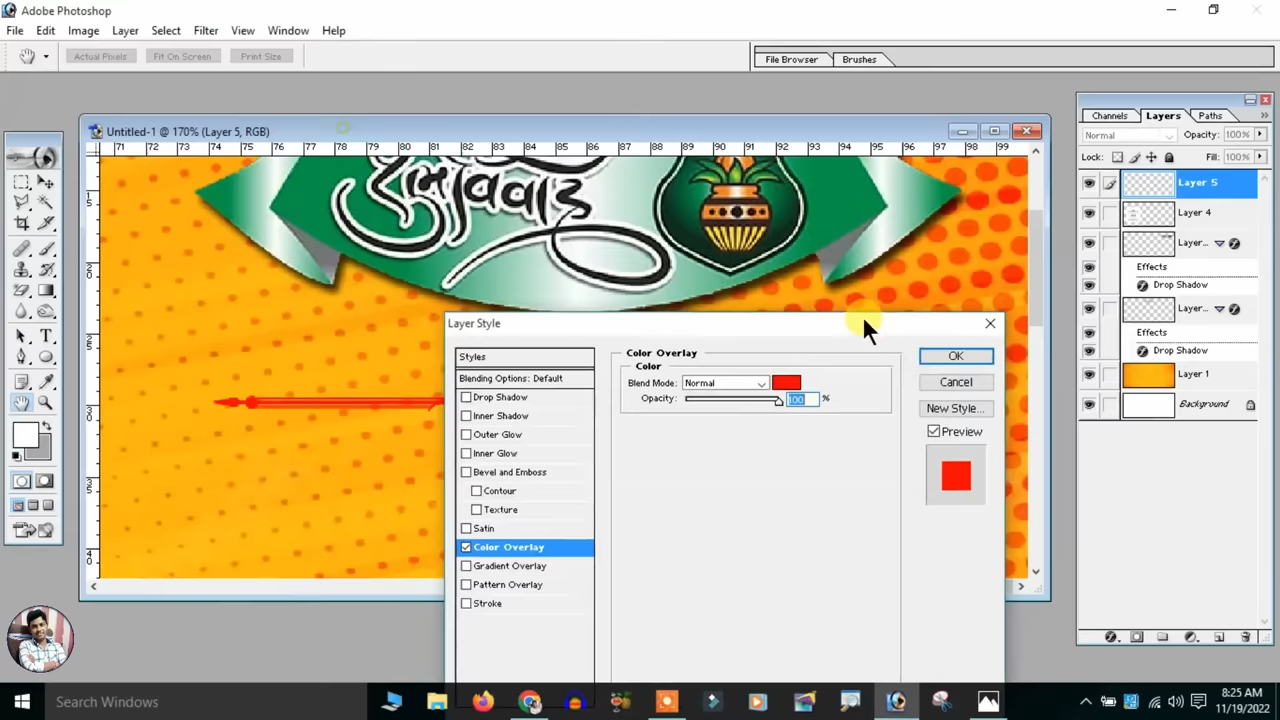 Adobe Photoshop
File Edit Image Layer Select Filter View Window Help
Actual Pixels Fit On Screen Print Size File Browser Brushes
Untitled-1 @ 170% (Layer 5, RGB)
71 72 73 74 75 76 77 78 79 80 81 82 83 84 85 86 87 88 89 90 91 92 93 94 95 96 97 98 99
Channels Layers Paths
Normal Opacity: 100%
Lock: Fill: 100%
Layer 5
Layer 4
Layer...
Effects
Drop Shadow
Layer...
Effects
Drop Shadow
Layer 1
Background
Layer Style
Styles
Blending Options: Default
Drop Shadow
Inner Shadow
Outer Glow
Inner Glow
Bevel and Emboss
Contour
Texture
Satin
Color Overlay
Gradient Overlay
Pattern Overlay
Stroke
Color Overlay
Color
Blend Mode: Normal
Opacity: 100 %
OK
Cancel
New Style...
Preview
Search Windows
8:25 AM
11/19/2022